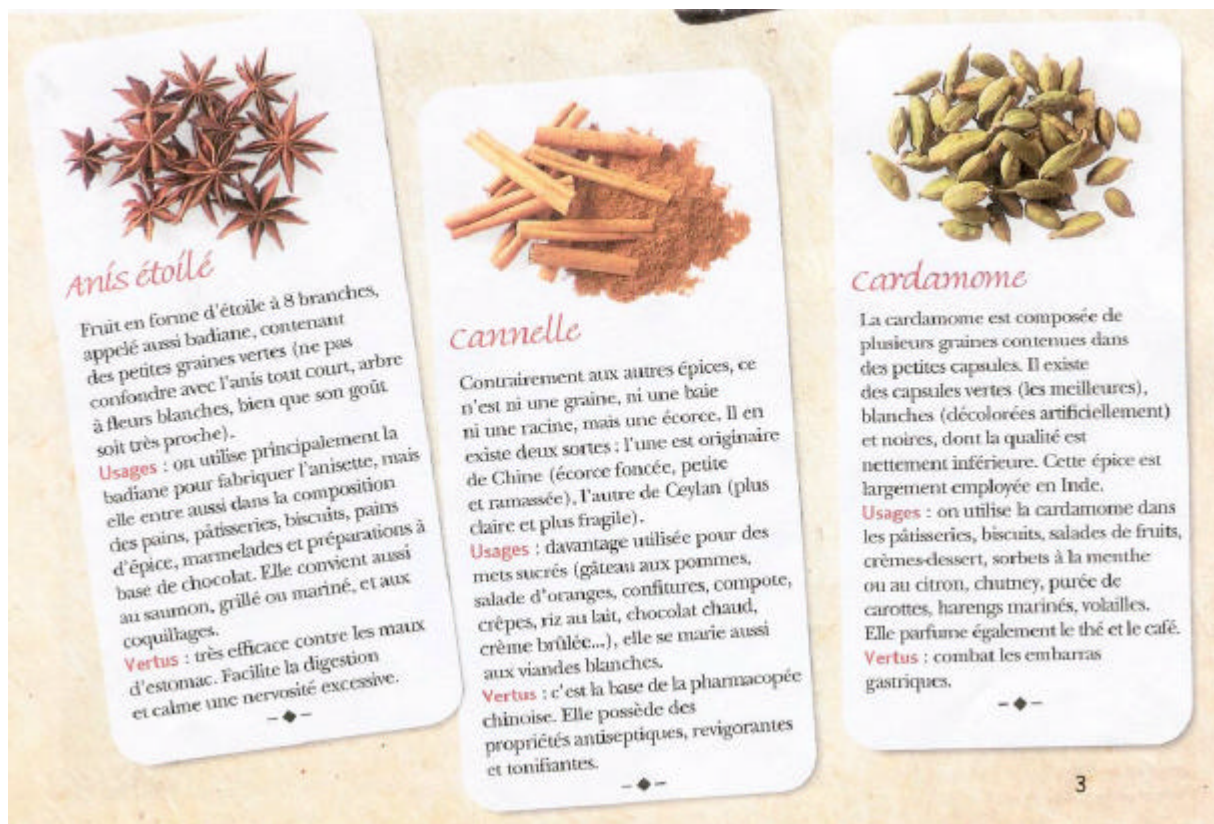 Anis étoilé
Fruit en forme d'étoile à 8 branches,
appelé aussi badiane, contenant
des petites graines vertes (ne pas
confondre avec l'anis tout court, arbre
à fleurs blanches, bien que son goût
soit très proche).
Usages : on utilise principalement la
badiane pour fabriquer l'anisette, mais
elle entre aussi dans la composition
des pains, pâtisseries, biscuits, pains
d'épice, marmelades et préparations à
base de chocolat. Elle convient aussi
au saumon, grillé ou mariné, et aux
coquillages.
Vertus : très efficace contre les maux
d'estomac. Facilite la digestion
et calme une nervosité excessive.
Cannelle
Contrairement aux autres épices, ce
n'est ni une graine, ni une baie
ni une racine, mais une écorce. Il en
existe deux sortes : l'une est originaire
de Chine (écorce foncée, petite
et ramassée), l'autre de Ceylan (plus
claire et plus fragile).
Usages : davantage utilisée pour des
mets sucrés (gâteau aux pommes,
salade d'oranges, confitures, compote,
crêpes, riz au lait, chocolat chaud,
crème brûlée...), elle se marie aussi
aux viandes blanches.
Vertus : c'est la base de la pharmacopée
chinoise. Elle possède des
propriétés antiseptiques, revigorantes
et tonifiantes.
Cardamome
La cardamome est composée de
plusieurs graines contenues dans
des petites capsules. Il existe
des capsules vertes (les meilleures),
blanches (décolorées artificiellement)
et noires, dont la qualité est
nettement inférieure. Cette épice est
largement employée en Inde.
Usages : on utilise la cardamome dans
les pâtisseries, biscuits, salades de fruits,
crèmes-dessert, sorbets à la menthe
ou au citron, chutney, purée de
carottes, harengs marinés, volailles.
Elle parfume également le thé et le café.
Vertus : combat les embarras
gastriques.
3